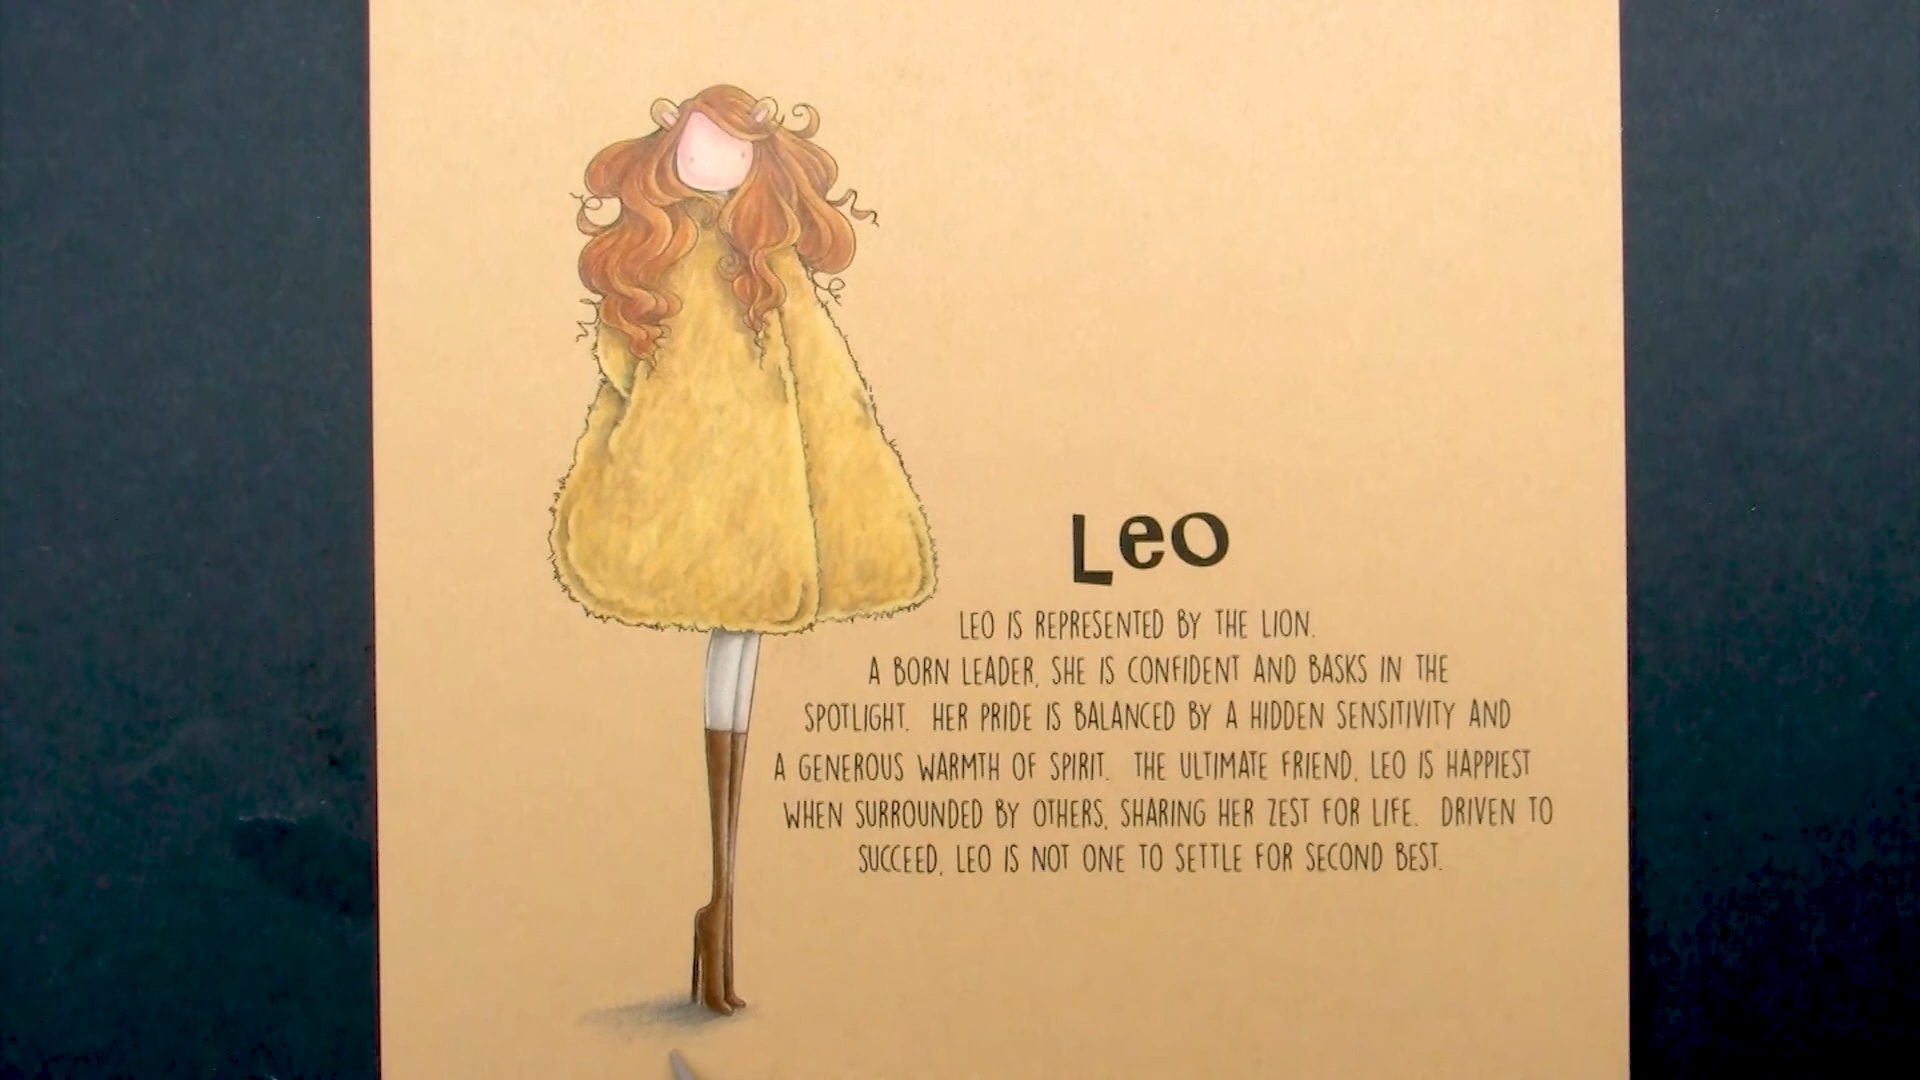 Leo
LEO IS REPRESENTED BY THE LION.
A BORN LEADER, SHE IS CONFIDENT AND BASKS IN THE
SPOTLIGHT. HER PRIDE IS BALANCED BY A HIDDEN SENSITIVITY AND
A GENEROUS WARMTH OF SPIRIT. THE ULTIMATE FRIEND, LEO IS HAPPIEST
WHEN SURROUNDED BY OTHERS, SHARING HER ZEST FOR LIFE. DRIVEN TO
SUCCEED, LEO IS NOT ONE TO SETTLE FOR SECOND BEST.